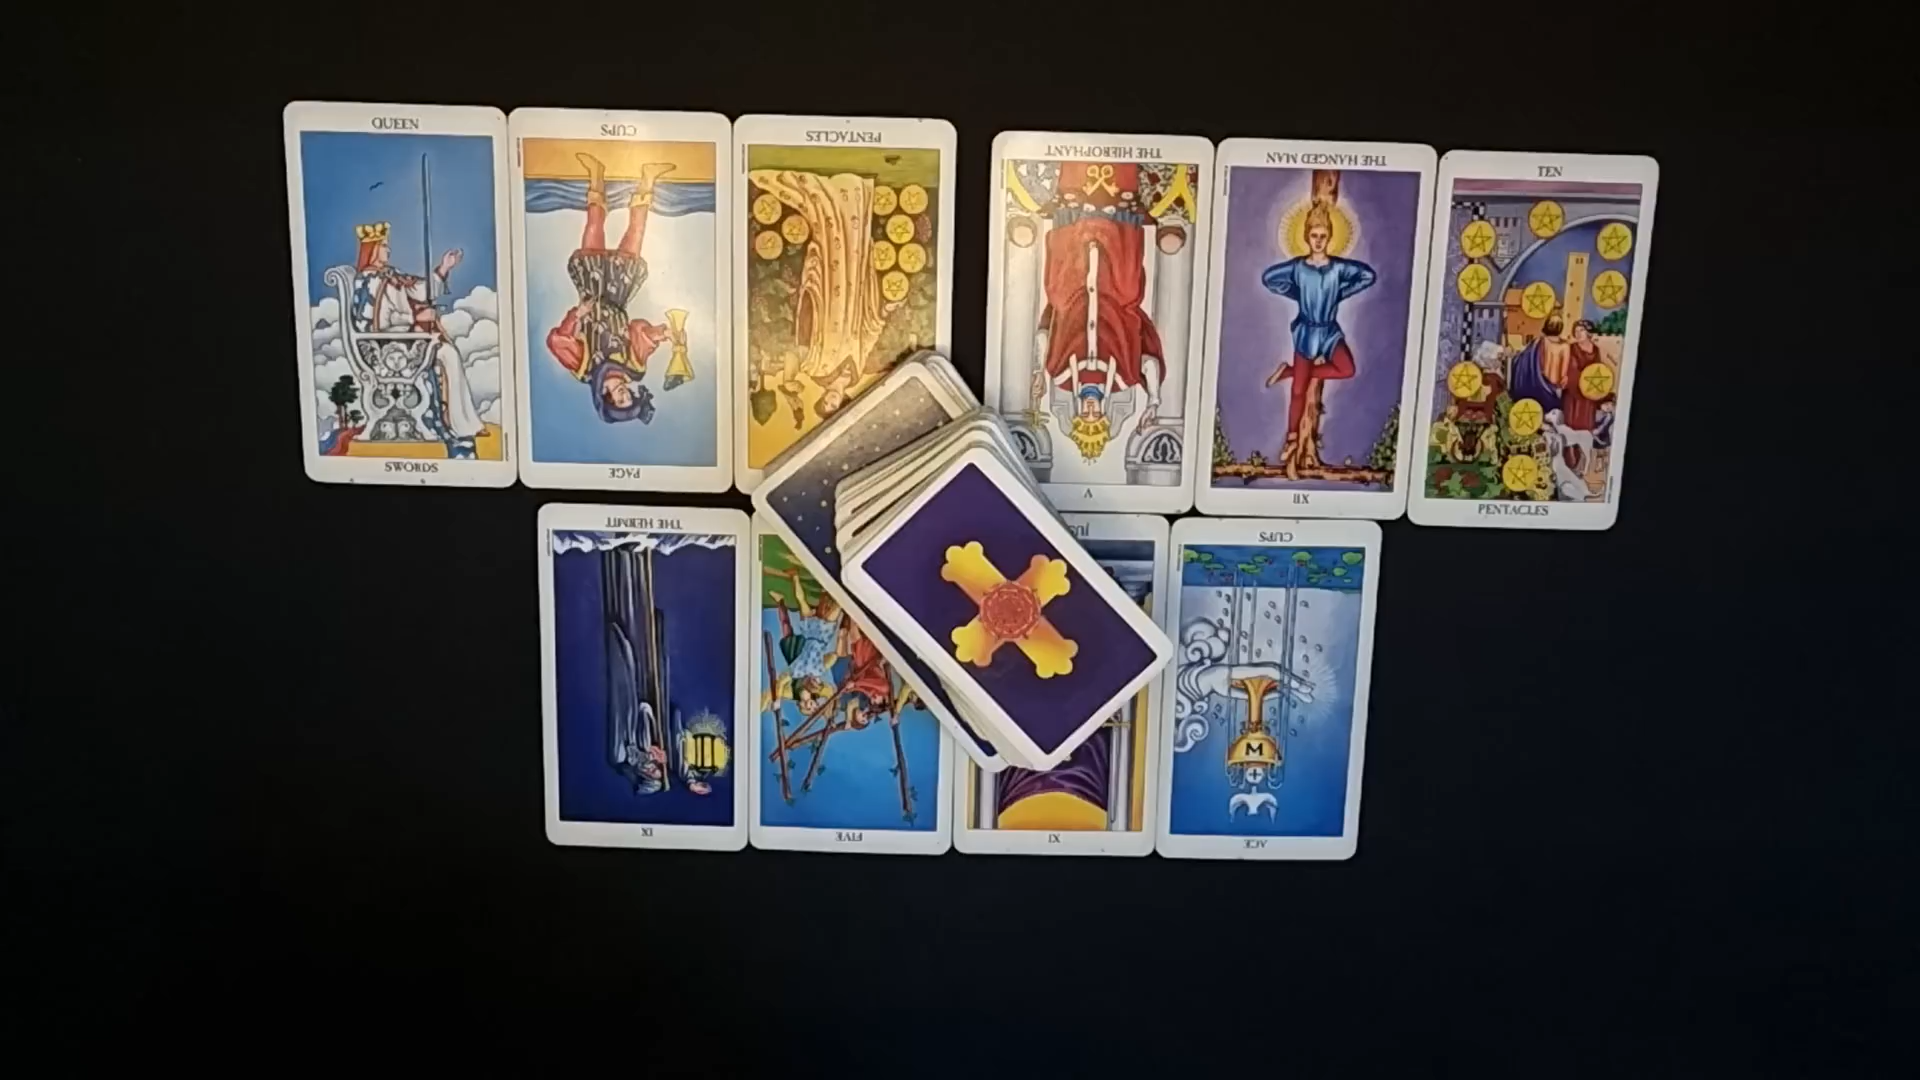 QUEEN
SWORDS
CUPS
PAGE
PENTACLES
THE HIEROPHANT
V
THE HANGED MAN
XII
TEN
PENTACLES
THE HERMIT
IX
FIVE
XI
CUPS
M
ACE